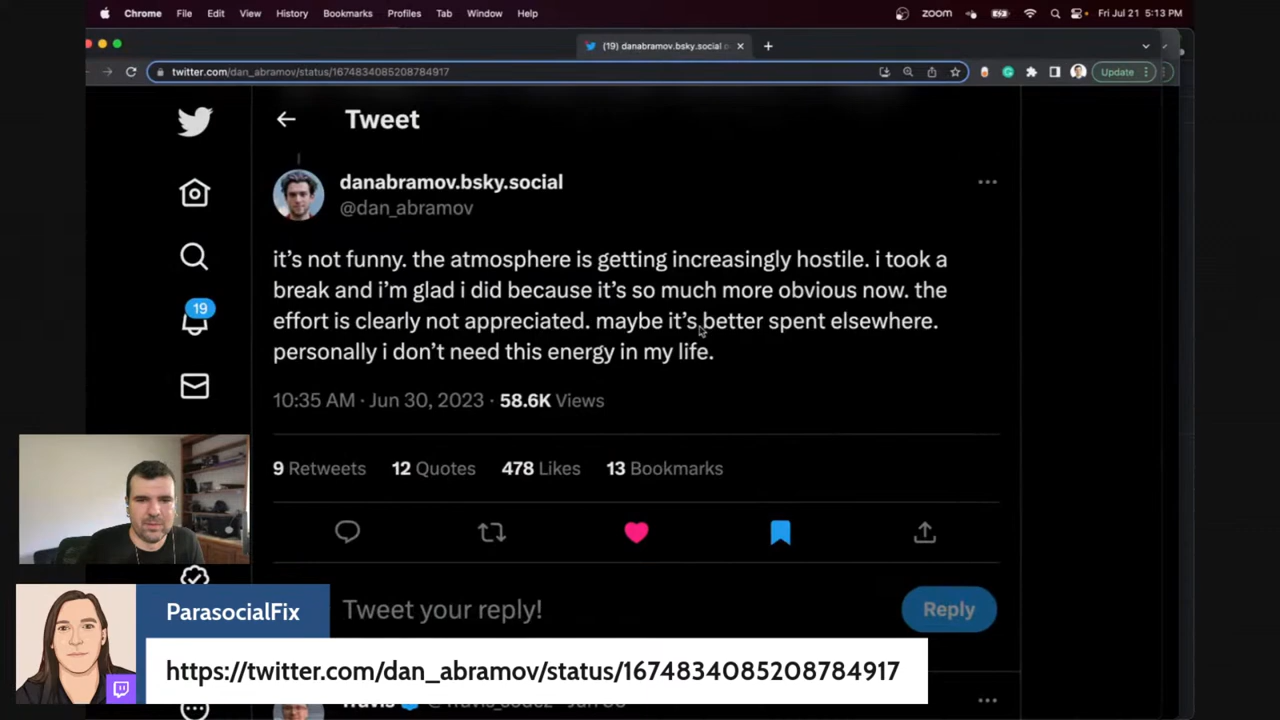 Chrome File Edit View History Bookmarks Profiles Tab Window Help
zoom Fri Jul 21 5:13 PM
(19) danabramov.bsky.social
twitter.com/dan_abramov/status/1674834085208784917
Update
Tweet
danabramov.bsky.social
@dan_abramov
it’s not funny. the atmosphere is getting increasingly hostile. i took a
break and i’m glad i did because it’s so much more obvious now. the
effort is clearly not appreciated. maybe it’s better spent elsewhere.
personally i don’t need this energy in my life.
19
10:35 AM · Jun 30, 2023 · 58.6K Views
9 Retweets 12 Quotes 478 Likes 13 Bookmarks
Tweet your reply!
Reply
ParasocialFix
https://twitter.com/dan_abramov/status/1674834085208784917